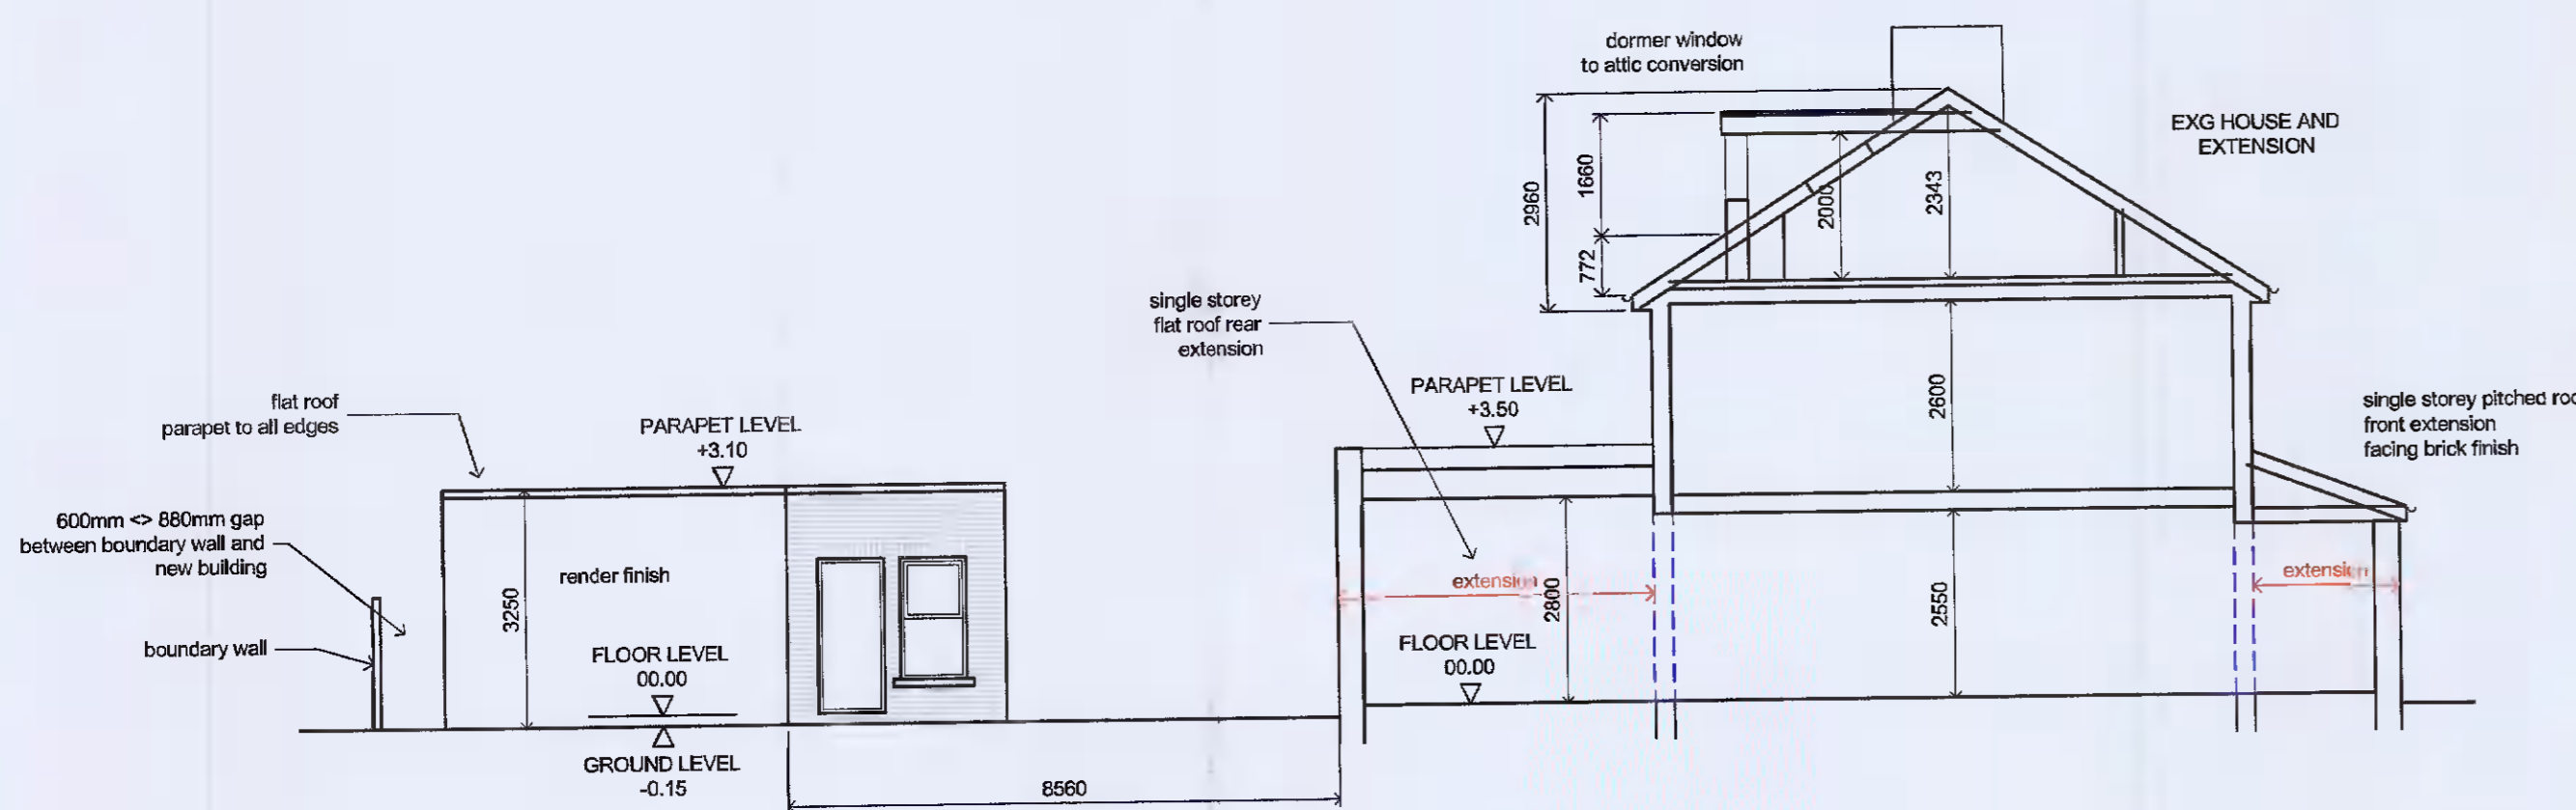 dormer window
to attic conversion
EXG HOUSE AND
EXTENSION
2960
1660
772
2000
2343
single storey
flat roof rear
extension
PARAPET LEVEL
+3.50
2600
single storey pitched roo
front extension
facing brick finish
flat roof
parapet to all edges
PARAPET LEVEL
+3.10
600mm <> 880mm gap
between boundary wall and
new building
render finish
3250
boundary wall
FLOOR LEVEL
00.00
GROUND LEVEL
-0.15
8560
extension
2800
FLOOR LEVEL
00.00
2550
extension